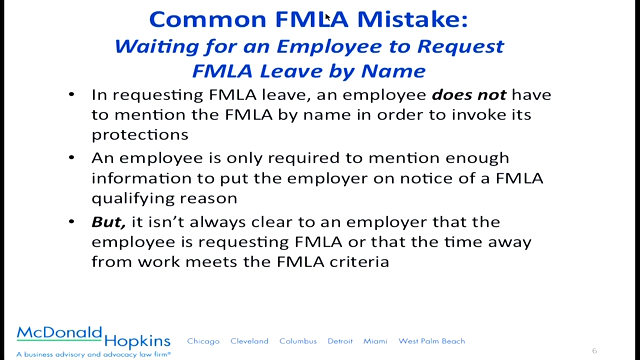 Common FMLA Mistake:
Waiting for an Employee to Request
FMLA Leave by Name
• In requesting FMLA leave, an employee does not have
to mention the FMLA by name in order to invoke its
protections
• An employee is only required to mention enough
information to put the employer on notice of a FMLA
qualifying reason
• But, it isn't always clear to an employer that the
employee is requesting FMLA or that the time away
from work meets the FMLA criteria
McDonald
Hopkins
A business advisory and advocacy law firm®
Chicago Cleveland Columbus Detroit Miami West Palm Beach
6